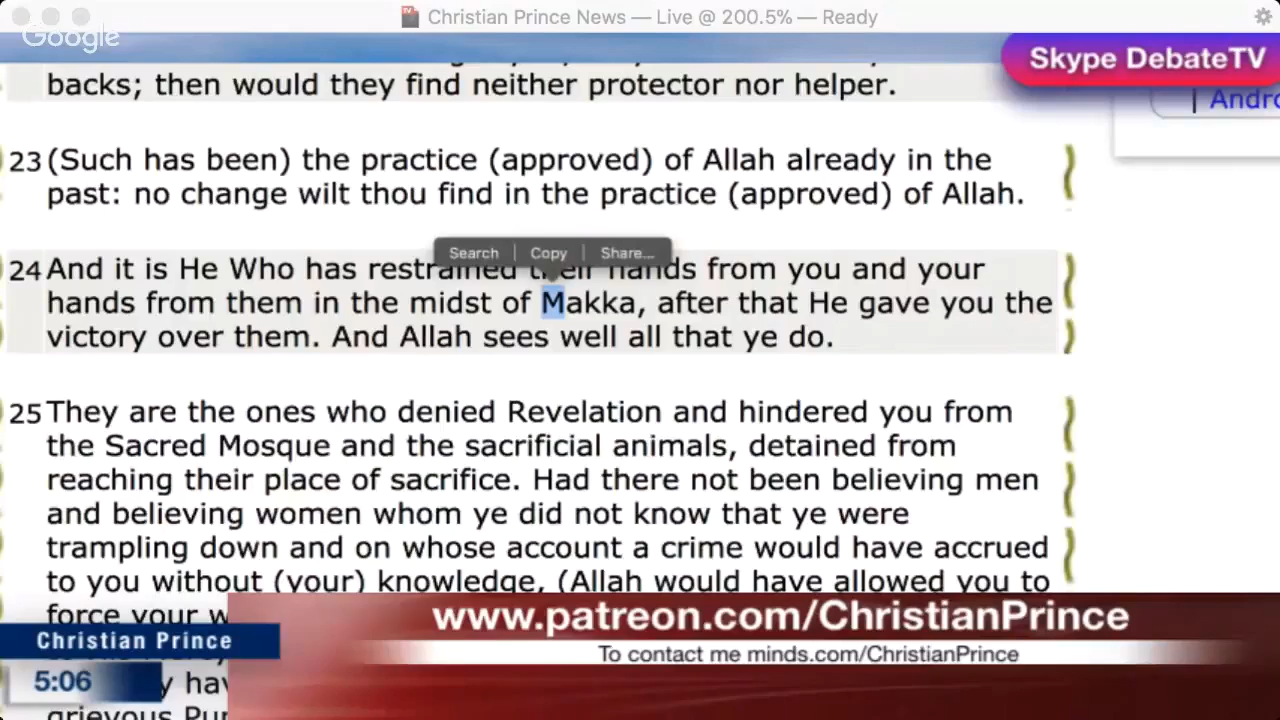 Christian Prince News — Live @ 200.5% — Ready
Google
Skype DebateTV
backs; then would they find neither protector nor helper.
| Andro
23 (Such has been) the practice (approved) of Allah already in the
past: no change wilt thou find in the practice (approved) of Allah.
Search | Copy | Share...
24 And it is He Who has restrained their hands from you and your
hands from them in the midst of Makka, after that He gave you the
victory over them. And Allah sees well all that ye do.
25 They are the ones who denied Revelation and hindered you from
the Sacred Mosque and the sacrificial animals, detained from
reaching their place of sacrifice. Had there not been believing men
and believing women whom ye did not know that ye were
trampling down and on whose account a crime would have accrued
to you without (your) knowledge, (Allah would have allowed you to
force your w
www.patreon.com/ChristianPrince
Christian Prince
To contact me minds.com/ChristianPrince
5:06
y hav
grievous Pun